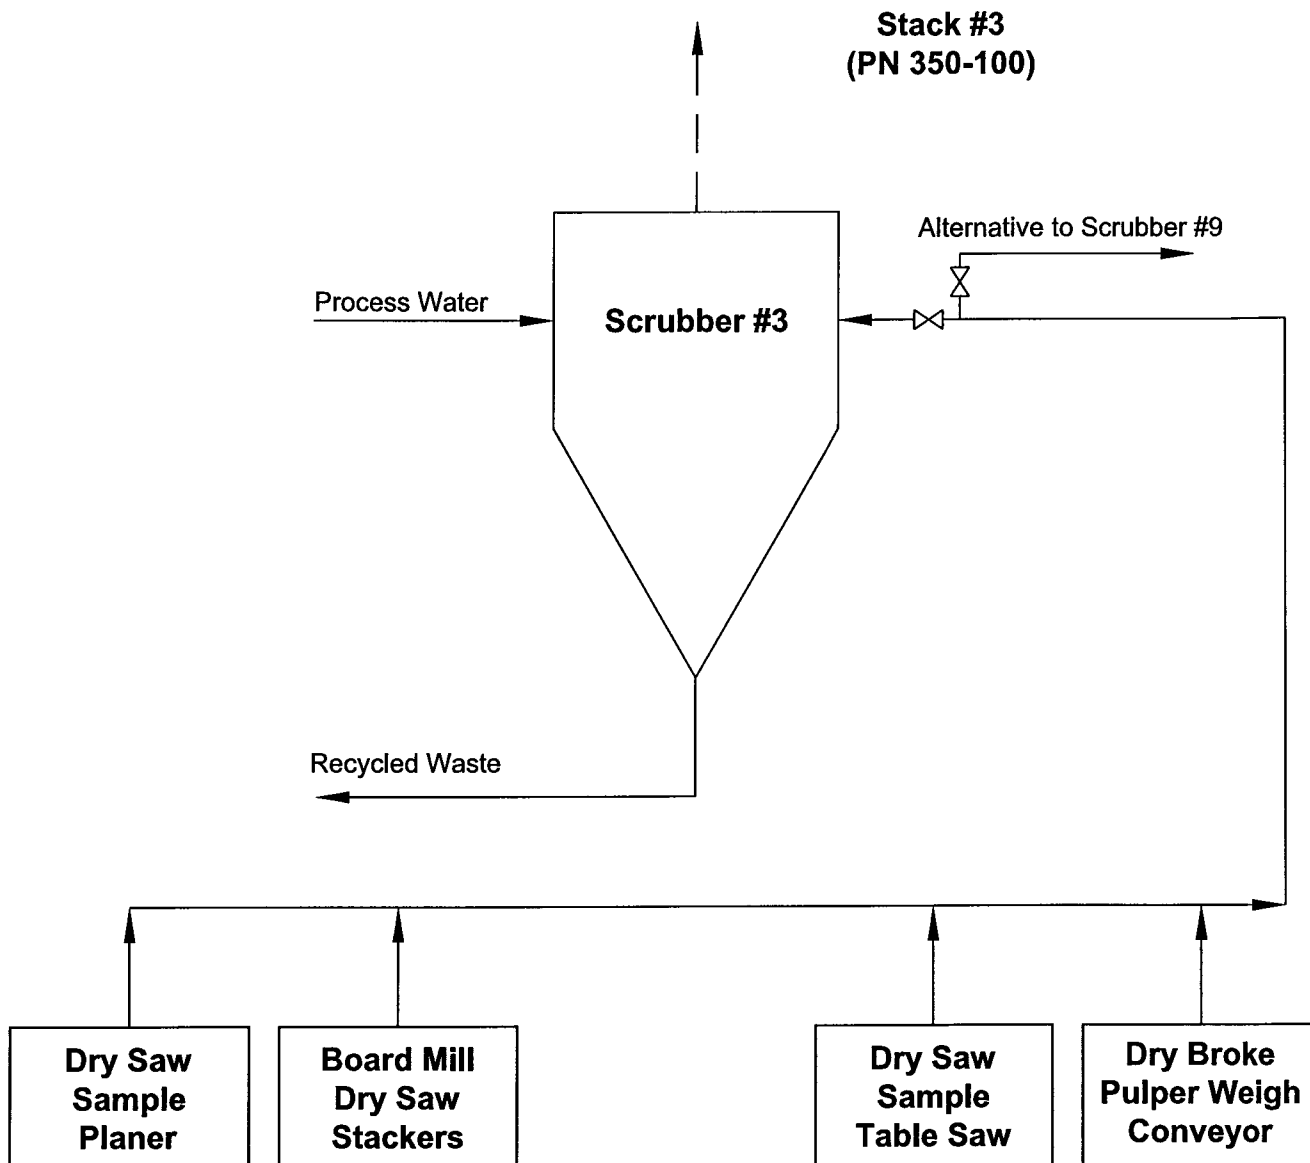 Stack #3
(PN 350-100)
Alternative to Scrubber #9
Process Water
Scrubber #3
Recycled Waste
Dry Saw
Sample
Planer
Board Mill
Dry Saw
Stackers
Dry Saw
Sample
Table Saw
Dry Broke
Pulper Weigh
Conveyor